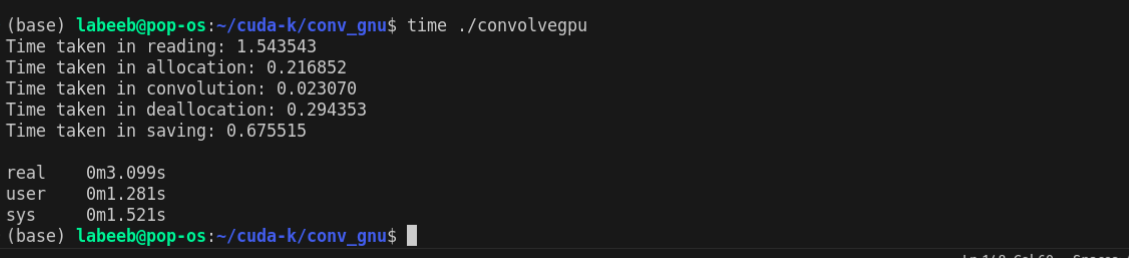 (base) labeeb@pop-os:~/cuda-k/conv_gnu$ time ./convolvegpu
Time taken in reading: 1.543543
Time taken in allocation: 0.216852
Time taken in convolution: 0.023070
Time taken in deallocation: 0.294353
Time taken in saving: 0.675515
real 0m3.099s
user 0m1.281s
sys 0m1.521s
(base) labeeb@pop-os:~/cuda-k/conv_gnu$